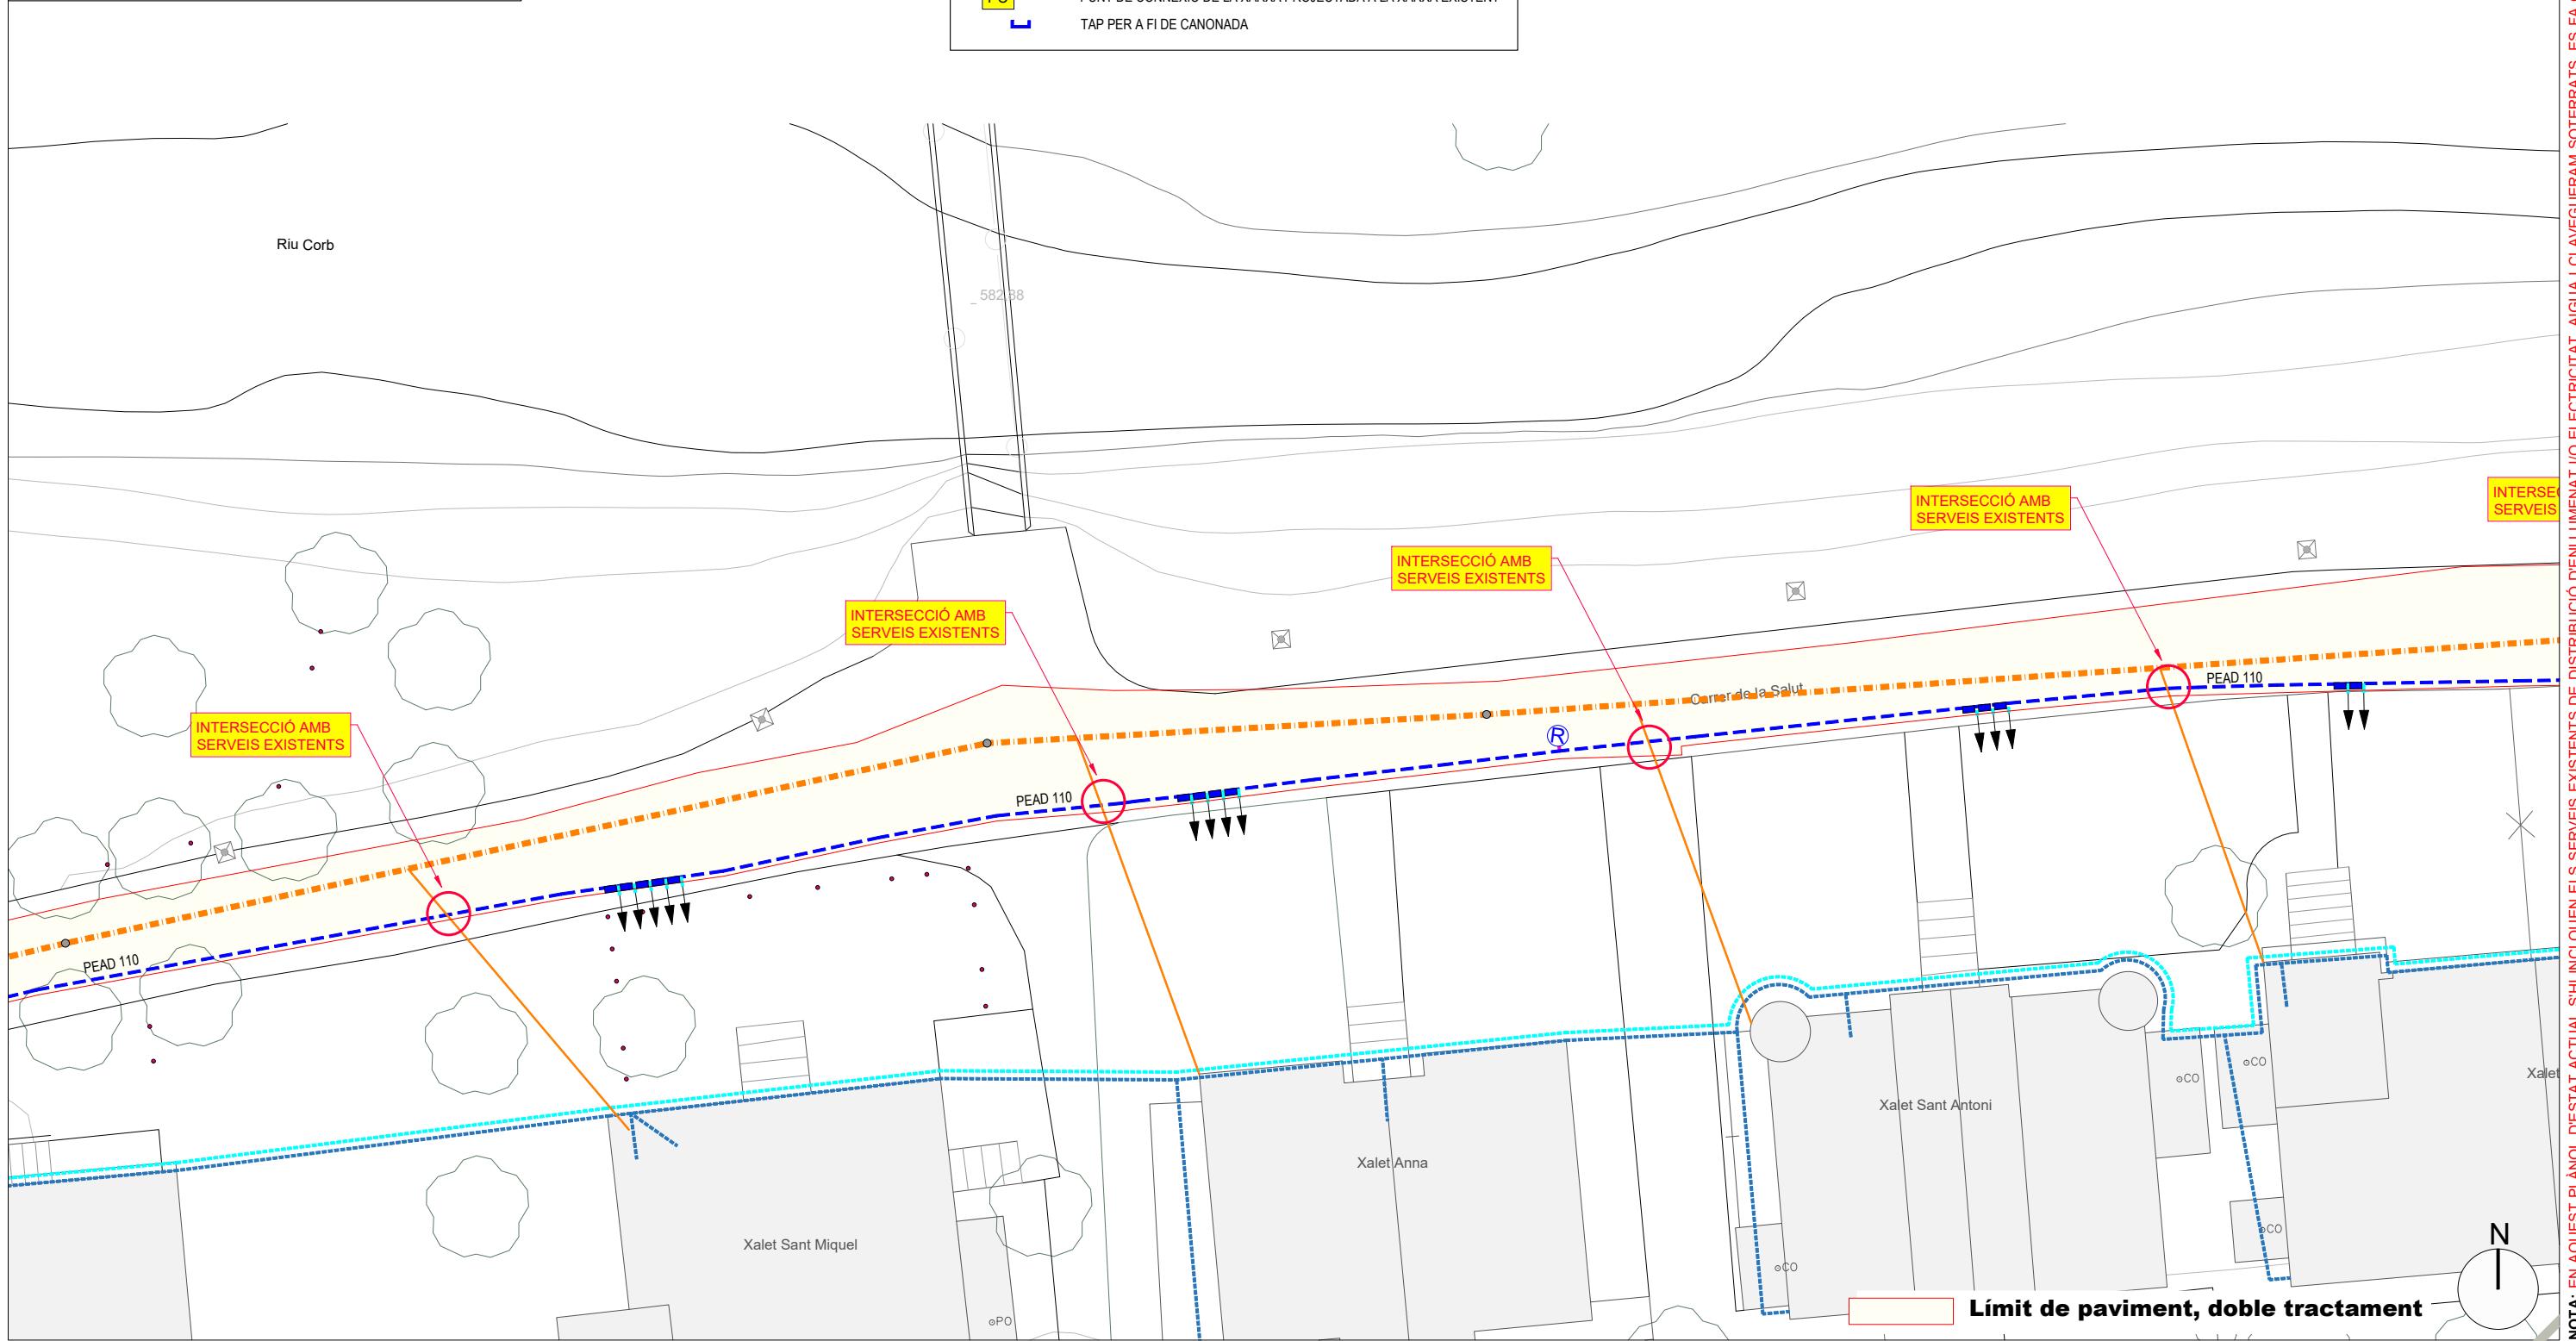 TAP PER A FI DE CANONADA
Riu Corb
582.88
INTERSECCIÓ AMB
SERVEIS EXISTENTS
INTERSECCIÓ AMB
SERVEIS EXISTENTS
INTERSECCIÓ AMB
SERVEIS EXISTENTS
INTERSECCIÓ AMB
SERVEIS EXISTENTS
SERVEIS
Carrer de la Salut
R
PEAD 110
PEAD 110
PEAD 110
CO
CO
CO
CO
PO
Xalet
Xalet Sant Antoni
Xalet Anna
Xalet Sant Miquel
N
Límit de paviment, doble tractament